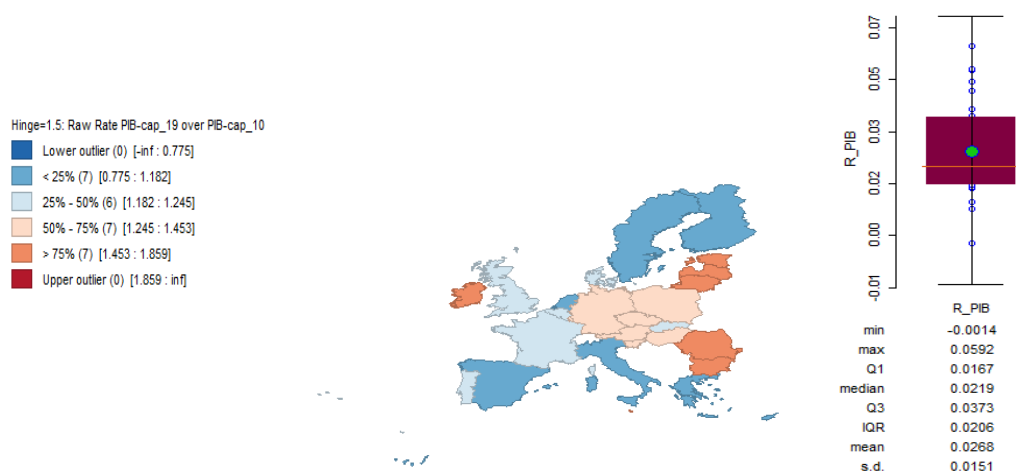 Hinge=1.5: Raw Rate PIB-cap_19 over PIB-cap_10
Lower outlier (0) [-inf : 0.775]
< 25% (7) [0.775 : 1.182]
25% - 50% (6) [1.182 : 1.245]
50% - 75% (7) [1.245 : 1.453]
> 75% (7) [1.453 : 1.859]
Upper outlier (0) [1.859 : inf]
R_PIB
0.07
0.05
0.03
0.02
0.00
-0.01
R_PIB
min -0.0014
max 0.0592
Q1 0.0167
median 0.0219
Q3 0.0373
IQR 0.0206
mean 0.0268
s.d. 0.0151